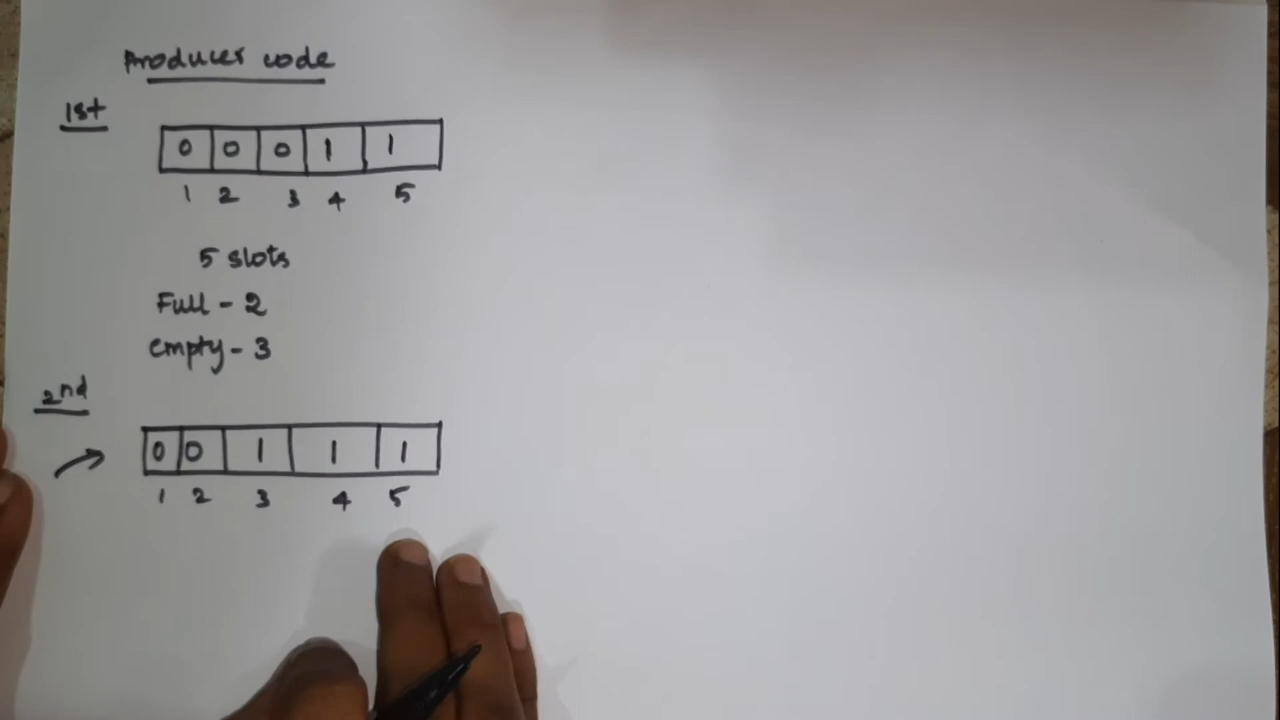 Producer code
1st
0 0 0 1 1
1 2 3 4 5
5 slots
Full - 2
empty - 3
2nd
0 0 1 1 1
1 2 3 4 5